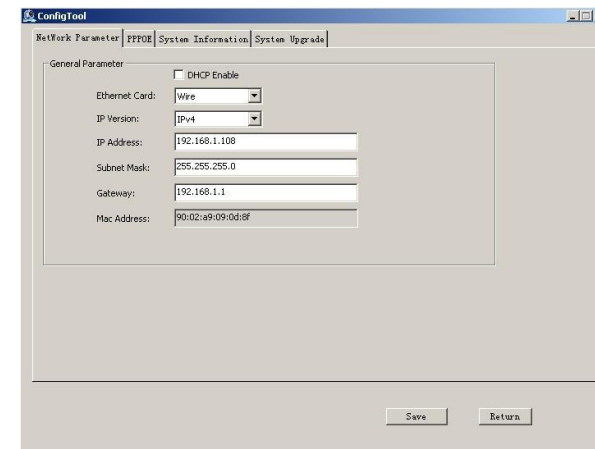 ConfigTool
NetWork Parameter PPPOE System Information System Upgrade
General Parameter
DHCP Enable
Ethernet Card: Wire
IP Version: IPv4
IP Address: 192.168.1.108
Subnet Mask: 255.255.255.0
Gateway: 192.168.1.1
Mac Address: 90:02:a9:09:0d:8f
Save Return